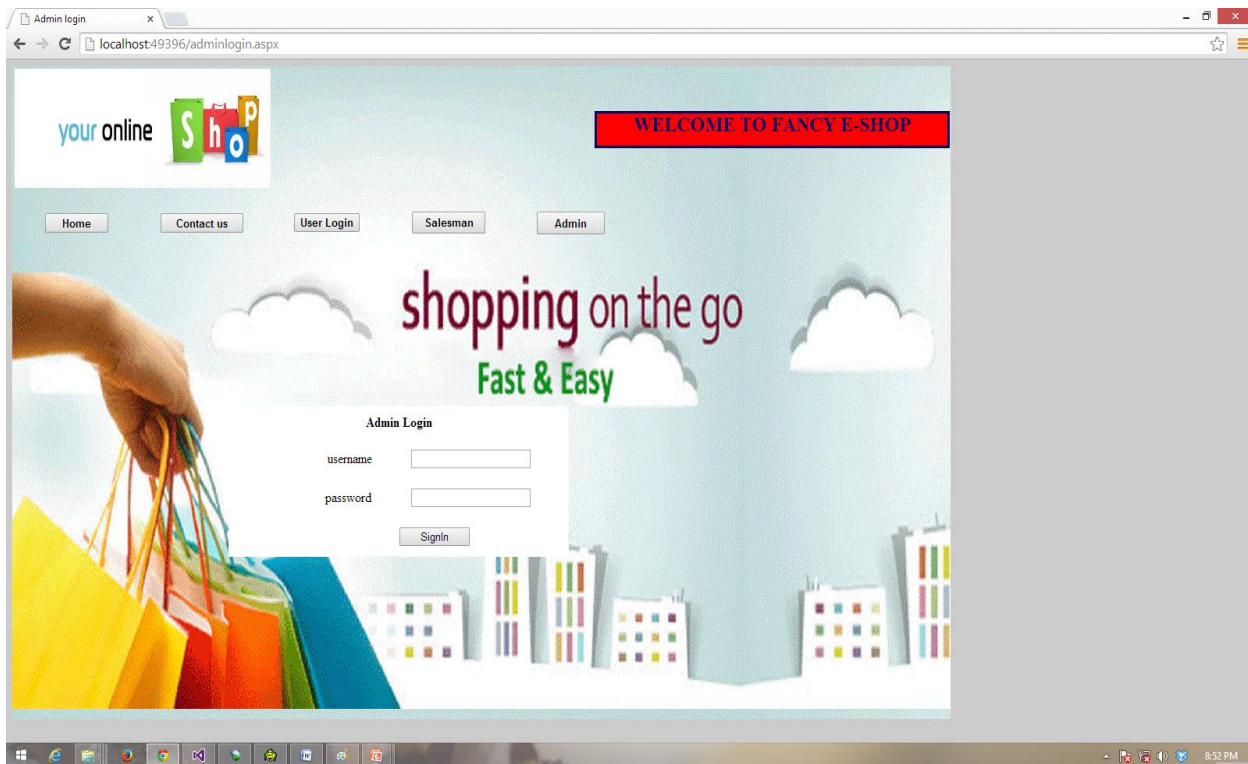 Admin login
localhost:49396/adminlogin.aspx
your online Shop
WELCOME TO FANCY E-SHOP
Home Contact us User Login Salesman Admin
shopping on the go
Fast & Easy
Admin Login
username
password
SignIn
8:52 PM